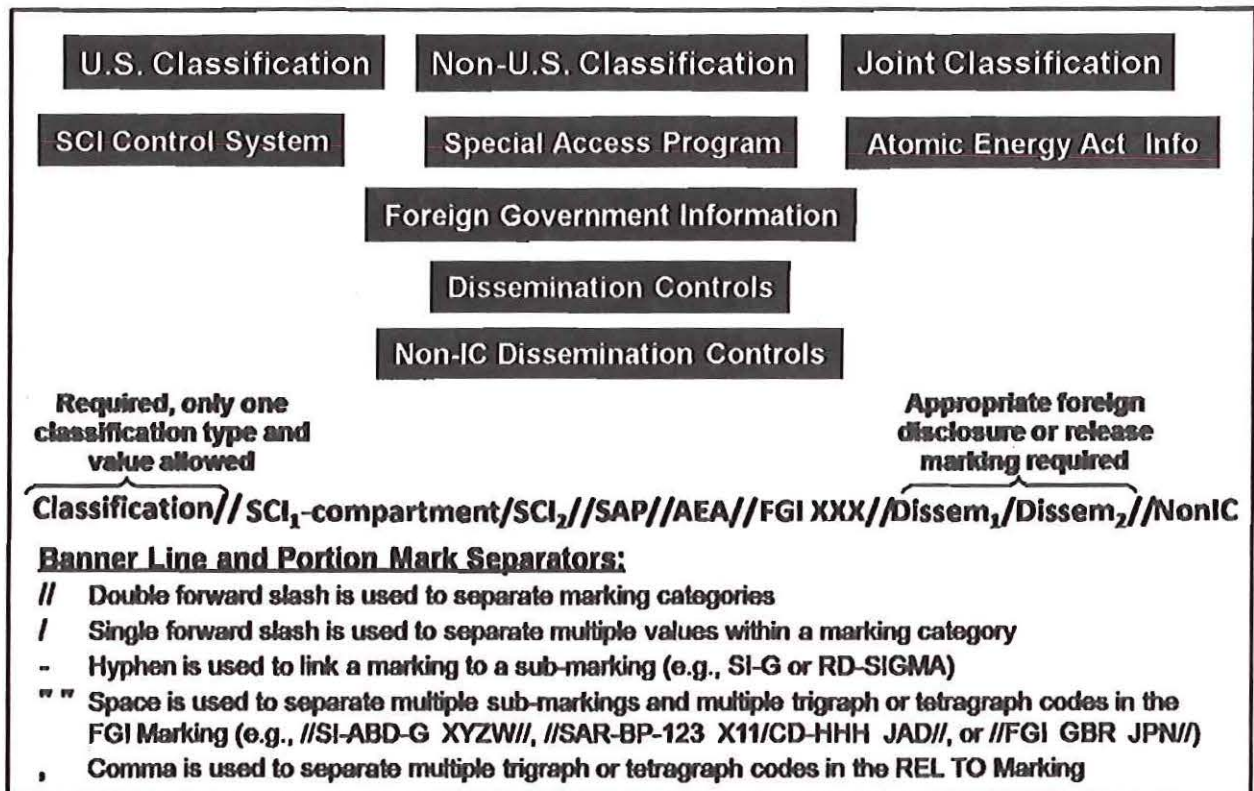 U.S. Classification Non-U.S. Classification Joint Classification
SCI Control System Special Access Program Atomic Energy Act Info
Foreign Government Information
Dissemination Controls
Non-IC Dissemination Controls
Required, only one
classification type and
value allowed
Appropriate foreign
disclosure or release
marking required
Classification//SCI₁-compartment/SCI₂//SAP//AEA//FGI XXX//Dissem₁/Dissem₂//NonIC
Banner Line and Portion Mark Separators:
// Double forward slash is used to separate marking categories
/ Single forward slash is used to separate multiple values within a marking category
- Hyphen is used to link a marking to a sub-marking (e.g., SI-G or RD-SIGMA)
" " Space is used to separate multiple sub-markings and multiple trigraph or tetragraph codes in the
FGI Marking (e.g., //SI-ABD-G XYZW//, //SAR-BP-123 X11/CD-HHH JAD//, or //FGI GBR JPN//)
, Comma is used to separate multiple trigraph or tetragraph codes in the REL TO Marking